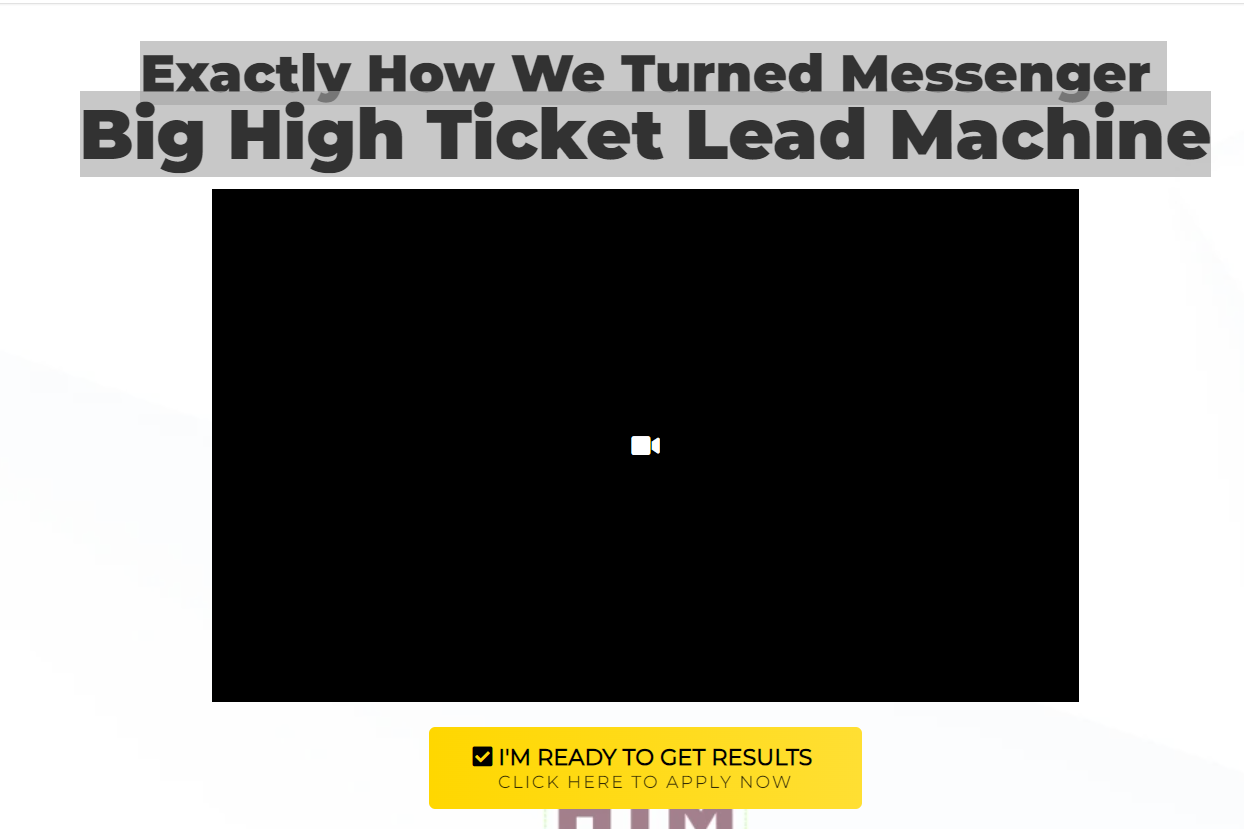 Exactly How We Turned Messenger
Big High Ticket Lead Machine
I'M READY TO GET RESULTS
CLICK HERE TO APPLY NOW